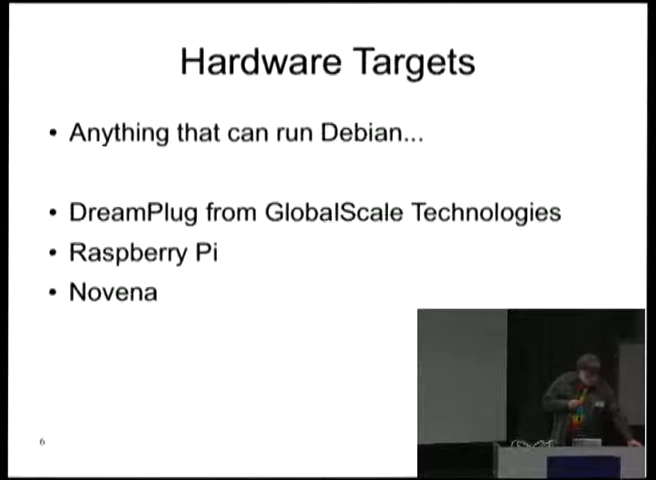 Hardware Targets
• Anything that can run Debian...
• DreamPlug from GlobalScale Technologies
• Raspberry Pi
• Novena
6